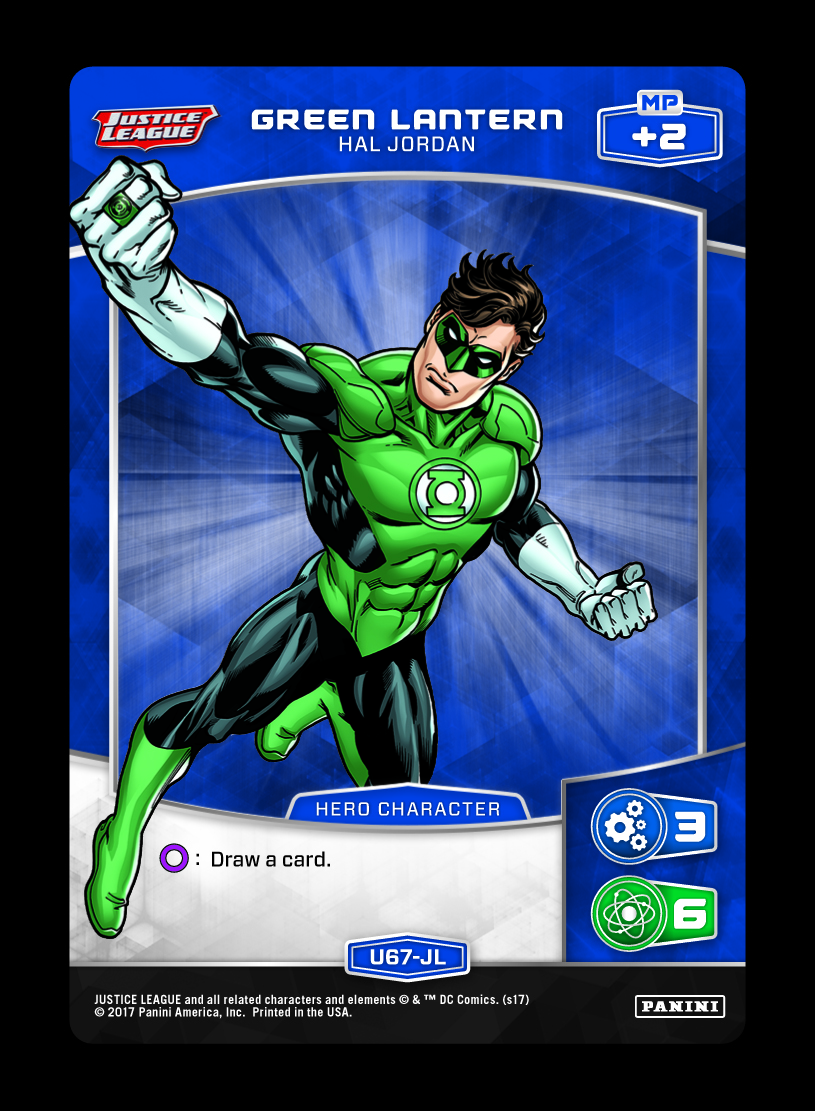 JUSTICE
LEAGUE
GREEN LANTERN
HAL JORDAN
MP
+2
HERO CHARACTER
: Draw a card.
3
6
U67-JL
JUSTICE LEAGUE and all related characters and elements © & ™ DC Comics. (s17)
© 2017 Panini America, Inc. Printed in the USA.
PANINI